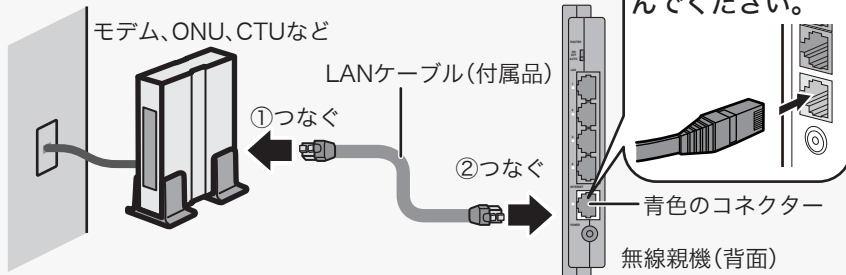 んでください。
モデム、ONU、CTUなど
LANケーブル（付属品）
①つなぐ
②つなぐ
青色のコネクター
無線親機（背面）
INTERNET